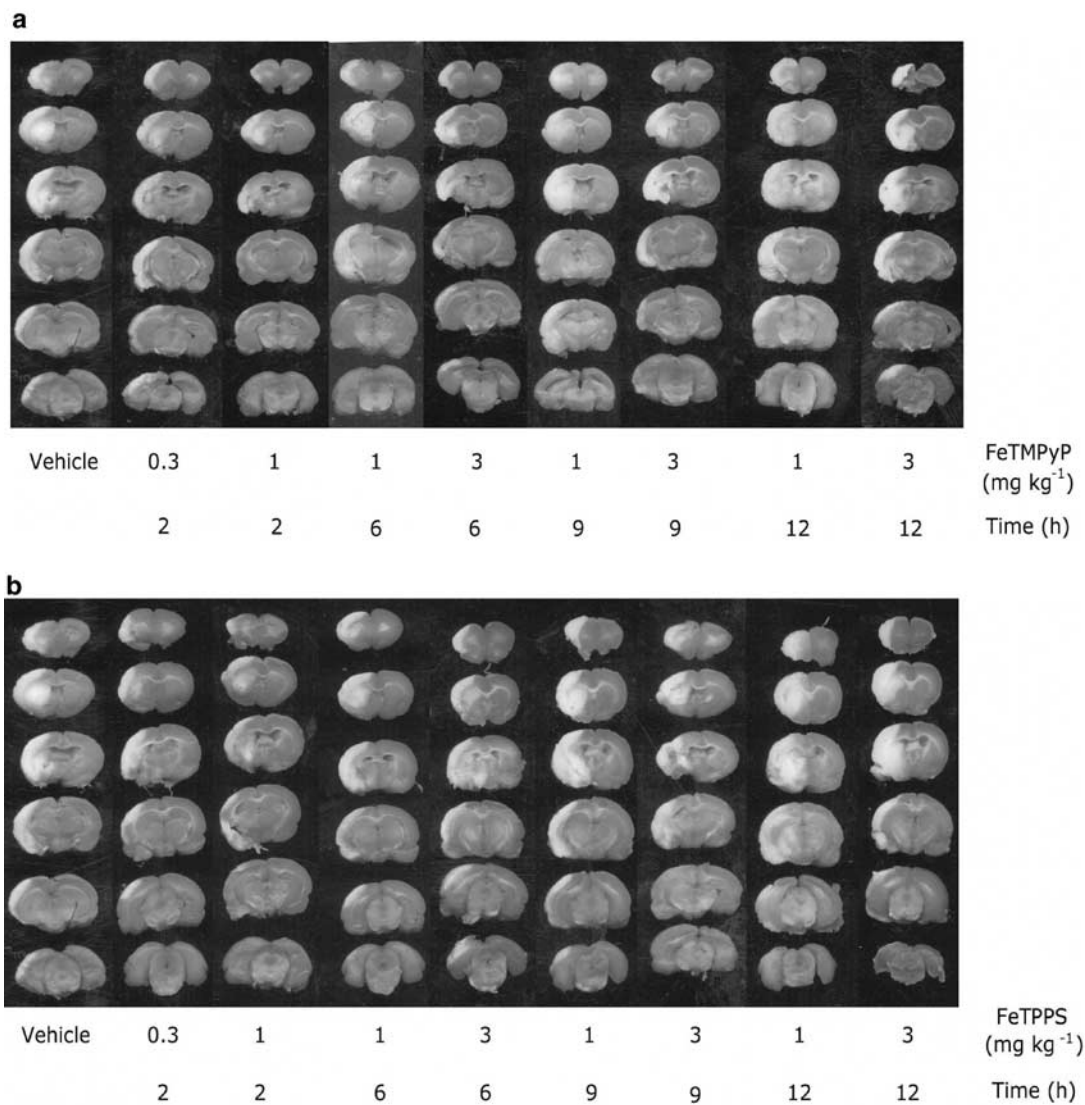 a
Vehicle 0.3 1 1 3 1 3 1 3 FeTMPyP
(mg kg⁻¹)
2 2 6 6 9 9 12 12 Time (h)
b
Vehicle 0.3 1 1 3 1 3 1 3 FeTPPS
(mg kg⁻¹)
2 2 6 6 9 9 12 12 Time (h)